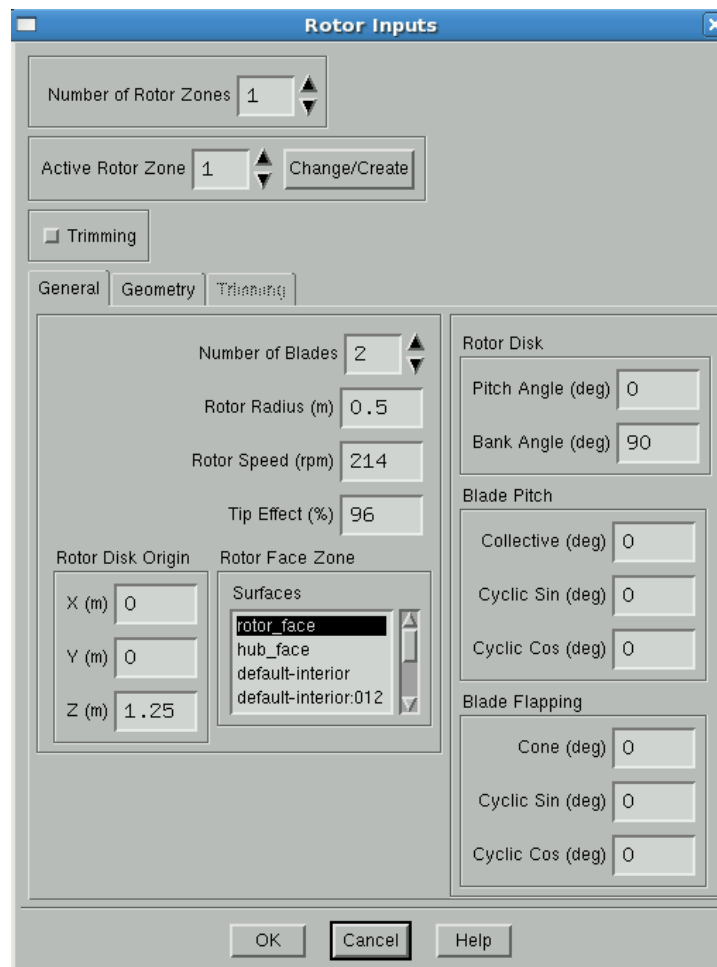 Rotor Inputs
Number of Rotor Zones 1
Active Rotor Zone 1 Change/Create
Trimming
General Geometry Trimming
Number of Blades 2
Rotor Radius (m) 0.5
Rotor Speed (rpm) 214
Tip Effect (%) 96
Rotor Disk Origin
X (m) 0
Y (m) 0
Z (m) 1.25
Rotor Face Zone
Surfaces
rotor_face
hub_face
default-interior
default-interior:012
Rotor Disk
Pitch Angle (deg) 0
Bank Angle (deg) 90
Blade Pitch
Collective (deg) 0
Cyclic Sin (deg) 0
Cyclic Cos (deg) 0
Blade Flapping
Cone (deg) 0
Cyclic Sin (deg) 0
Cyclic Cos (deg) 0
OK Cancel Help